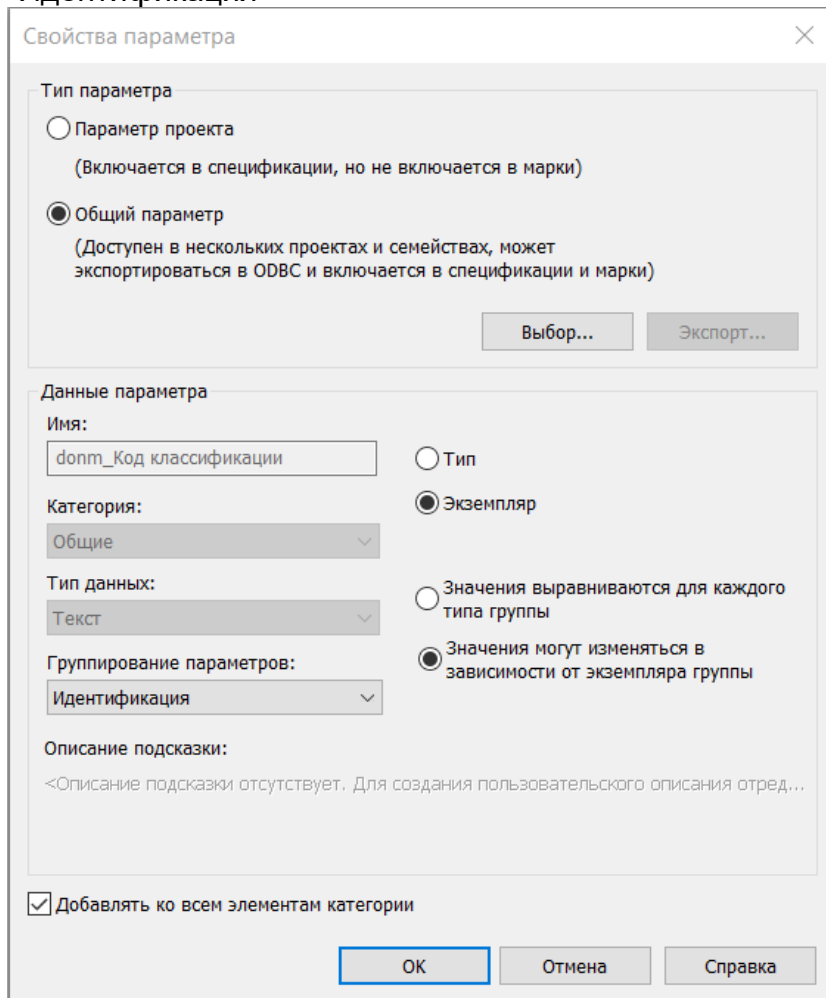 Идентификация
Свойства параметра
Тип параметра
Параметр проекта
(Включается в спецификации, но не включается в марки)
Общий параметр
(Доступен в нескольких проектах и семействах, может
экспортироваться в ODBC и включается в спецификации и марки)
Выбор...
Экспорт...
Данные параметра
Имя:
donm_Код классификации
Тип
Экземпляр
Категория:
Общие
Тип данных:
Текст
Значения выравниваются для каждого
типа группы
Значения могут изменяться в
зависимости от экземпляра группы
Группирование параметров:
Идентификация
Описание подсказки:
<Описание подсказки отсутствует. Для создания пользовательского описания отред...
Добавлять ко всем элементам категории
ОК
Отмена
Справка